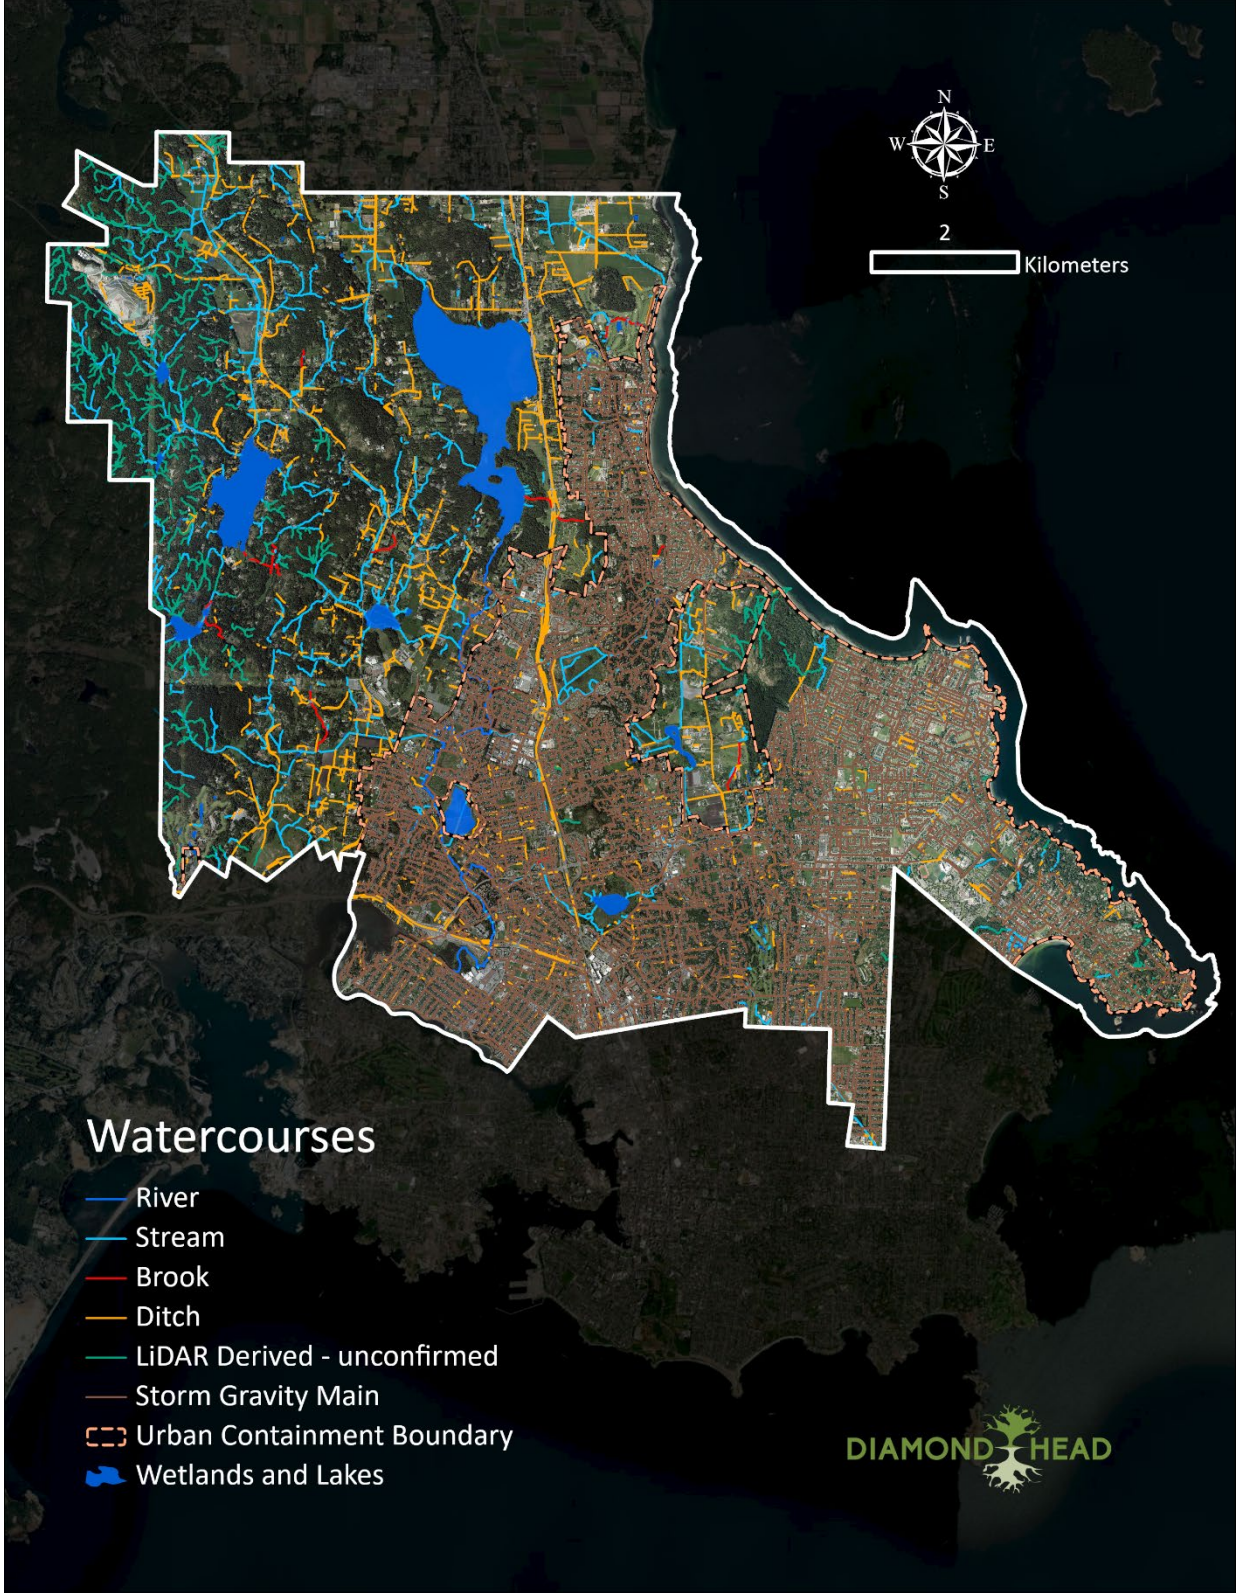 N
W E
S
2
Kilometers
Watercourses
River
Stream
Brook
Ditch
LiDAR Derived - unconfirmed
Storm Gravity Main
Urban Containment Boundary
Wetlands and Lakes
DIAMOND HEAD